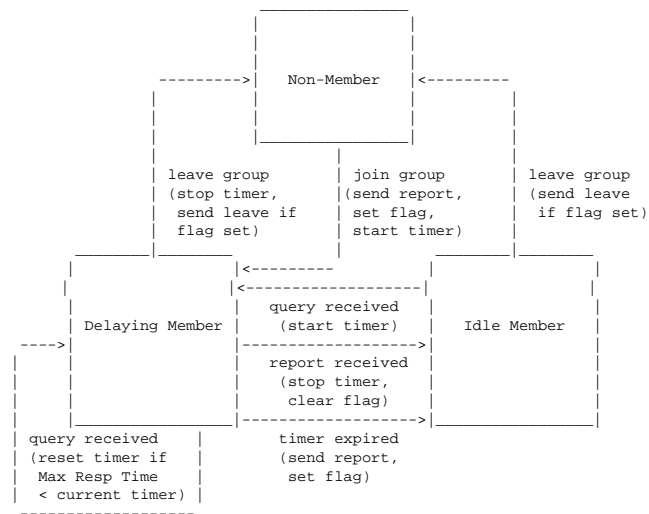 Non-Member
leave group
(stop timer,
send leave if
flag set)
join group
(send report,
set flag,
start timer)
leave group
(send leave
if flag set)
query received
(start timer)
Delaying Member
Idle Member
report received
(stop timer,
clear flag)
query received
(reset timer if
Max Resp Time
< current timer)
timer expired
(send report,
set flag)